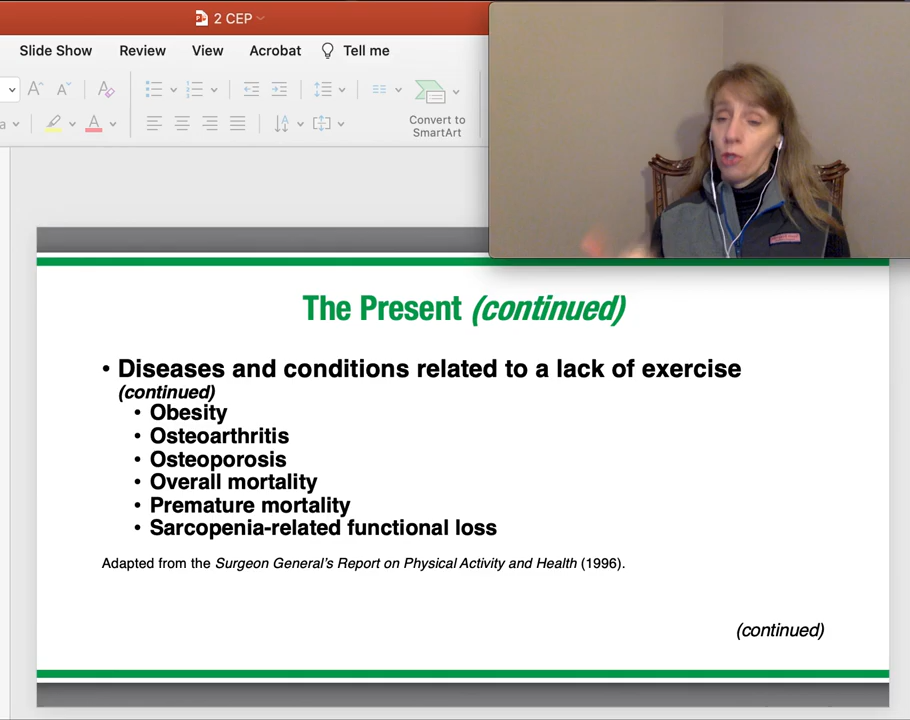 2 CEP
Slide Show Review View Acrobat Tell me
Convert to
SmartArt
The Present (continued)
• Diseases and conditions related to a lack of exercise
(continued)
• Obesity
• Osteoarthritis
• Osteoporosis
• Overall mortality
• Premature mortality
• Sarcopenia-related functional loss
Adapted from the Surgeon General's Report on Physical Activity and Health (1996).
(continued)